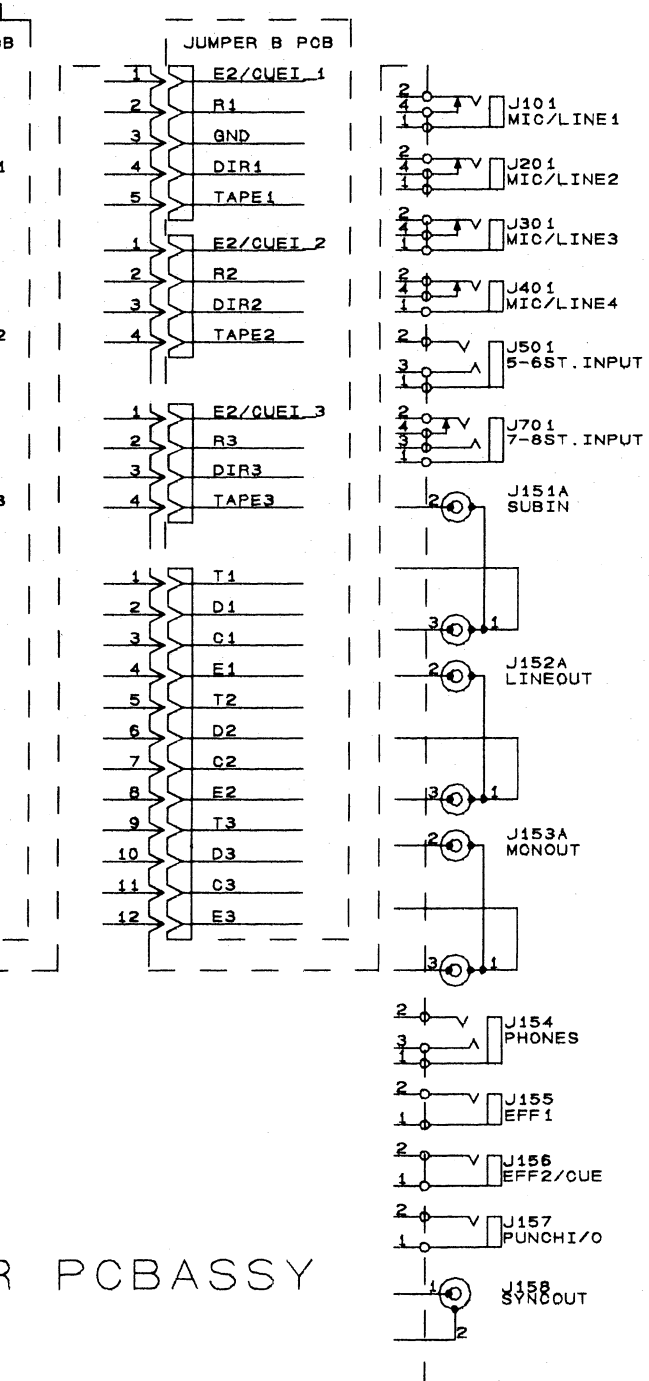 B
JUMPER B PCB
1 E2/CUEI_1
2 R1
3 GND
4 DIR1
5 TAPE1
1 E2/CUEI_2
2 R2
3 DIR2
4 TAPE2
1 E2/CUEI_3
2 R3
3 DIR3
4 TAPE3
1 T1
2 D1
3 C1
4 E1
5 T2
6 D2
7 C2
8 E2
9 T3
10 D3
11 C3
12 E3
1
2
3
2
4
1
J101
MIC/LINE1
2
4
1
J201
MIC/LINE2
2
4
1
J301
MIC/LINE3
2
4
1
J401
MIC/LINE4
2
3
1
J501
5-6ST.INPUT
2
4
3
1
J701
7-8ST.INPUT
J151A
SUBIN
2
3 1
J152A
LINEOUT
2
3 1
J153A
MONOUT
2
3 1
2
3
1
J154
PHONES
2
1
J155
EFF1
2
1
J156
EFF2/CUE
2
1
J157
PUNCHI/O
1
J158
SYNCOUT
2
R PCBASSY